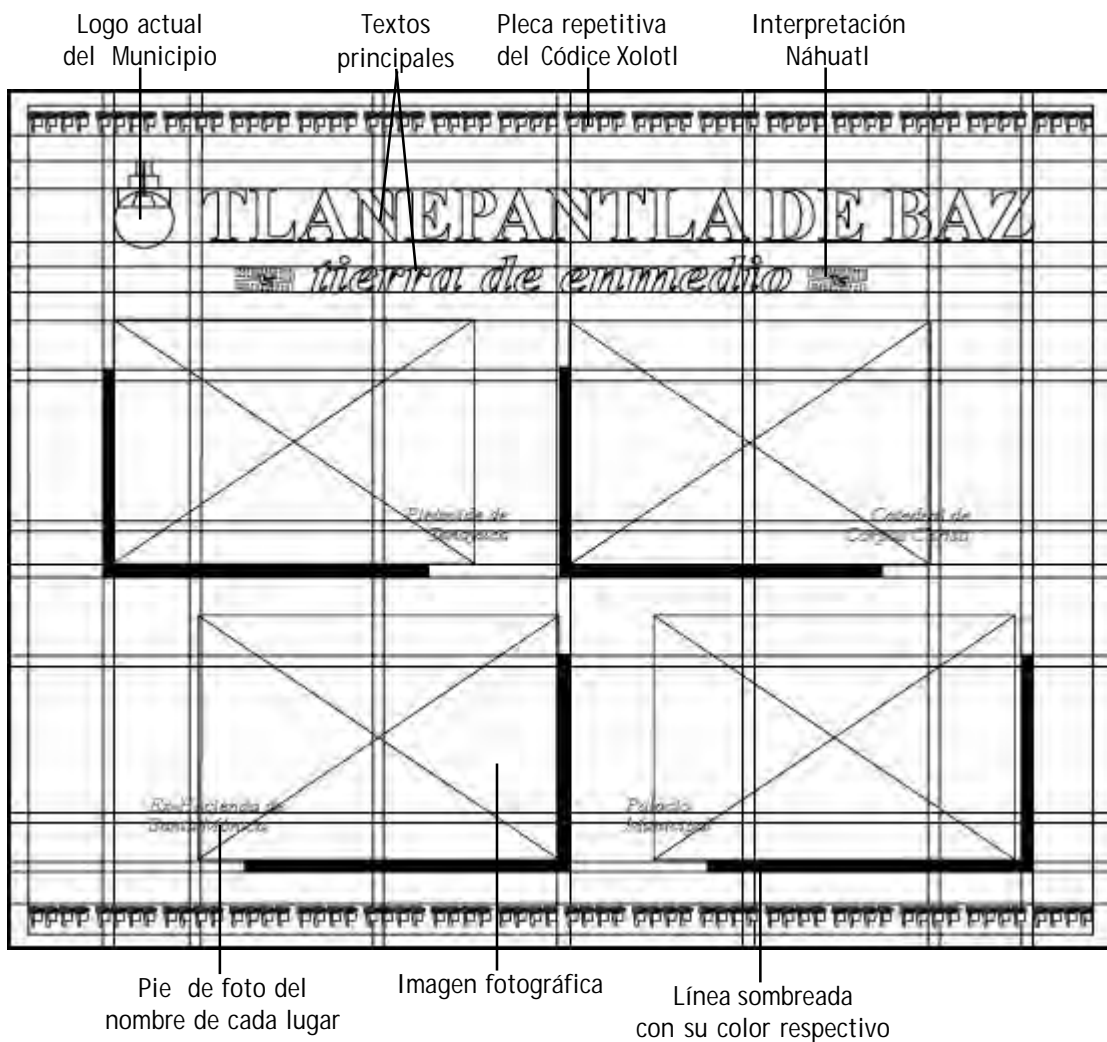 Logo actual
del Municipio
Textos
principales
Pleca repetitiva
del Códice Xolotl
Interpretación
Náhuatl
TLANEPANTLA DE BAZ
tierra de enmedio
Pirámide de
Tenayuca
Catedral de
Corpus Cristi
Ex-Hacienda de
Santa Mónica
Palacio
Municipal
Pie de foto del
nombre de cada lugar
Imagen fotográfica
Línea sombreada
con su color respectivo